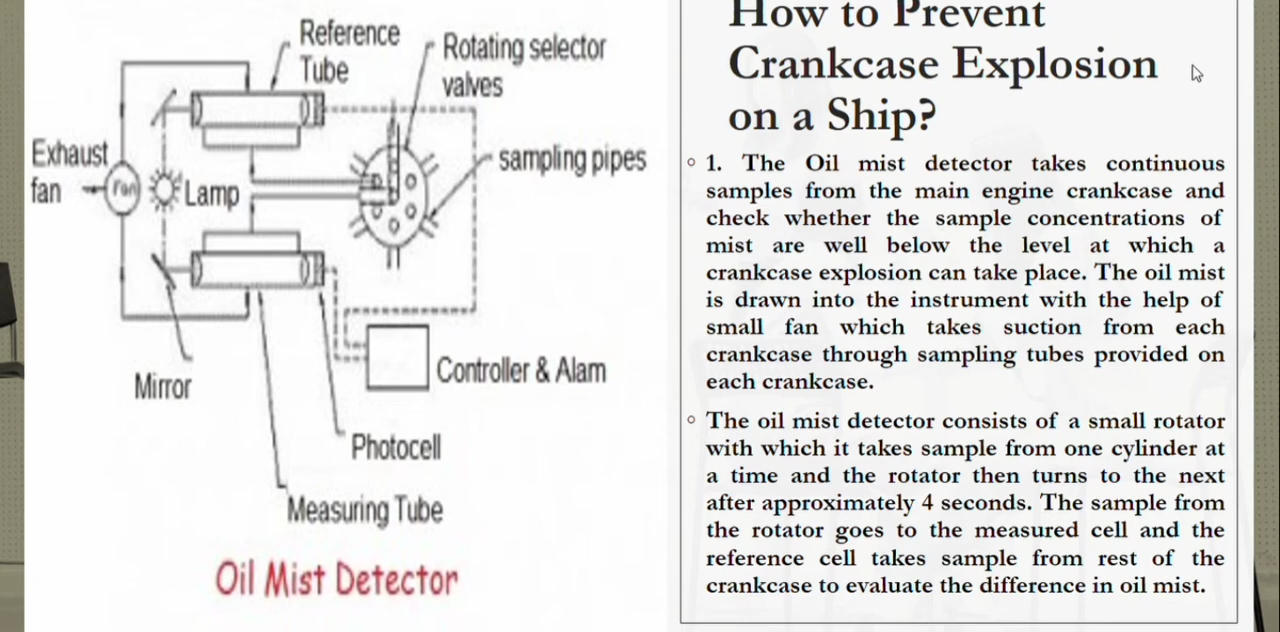 Reference
Tube
Rotating selector
valves
Exhaust
fan
Fan
Lamp
sampling pipes
Mirror
Controller & Alam
Photocell
Measuring Tube
Oil Mist Detector
How to Prevent
Crankcase Explosion
on a Ship?
1. The Oil mist detector takes continuous
samples from the main engine crankcase and
check whether the sample concentrations of
mist are well below the level at which a
crankcase explosion can take place. The oil mist
is drawn into the instrument with the help of
small fan which takes suction from each
crankcase through sampling tubes provided on
each crankcase.
The oil mist detector consists of a small rotator
with which it takes sample from one cylinder at
a time and the rotator then turns to the next
after approximately 4 seconds. The sample from
the rotator goes to the measured cell and the
reference cell takes sample from rest of the
crankcase to evaluate the difference in oil mist.